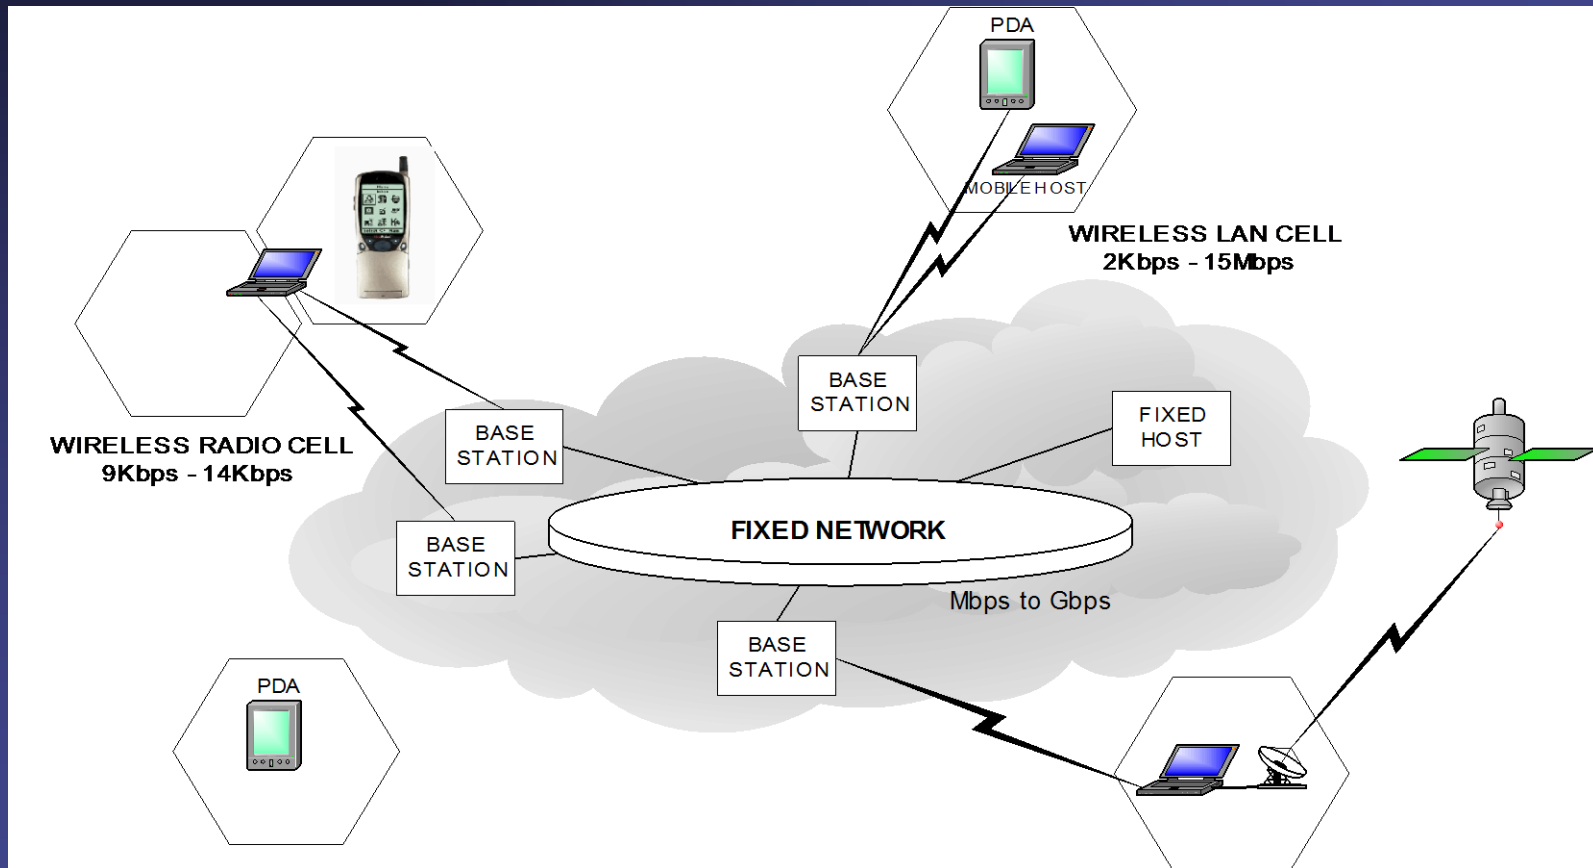 PDA
MOBILE HOST
WIRELESS LAN CELL
2Kbps - 15Mbps
BASE
STATION
FIXED
HOST
BASE
STATION
WIRELESS RADIO CELL
9Kbps - 14Kbps
BASE
STATION
FIXED NETWORK
Mbps to Gbps
BASE
STATION
PDA